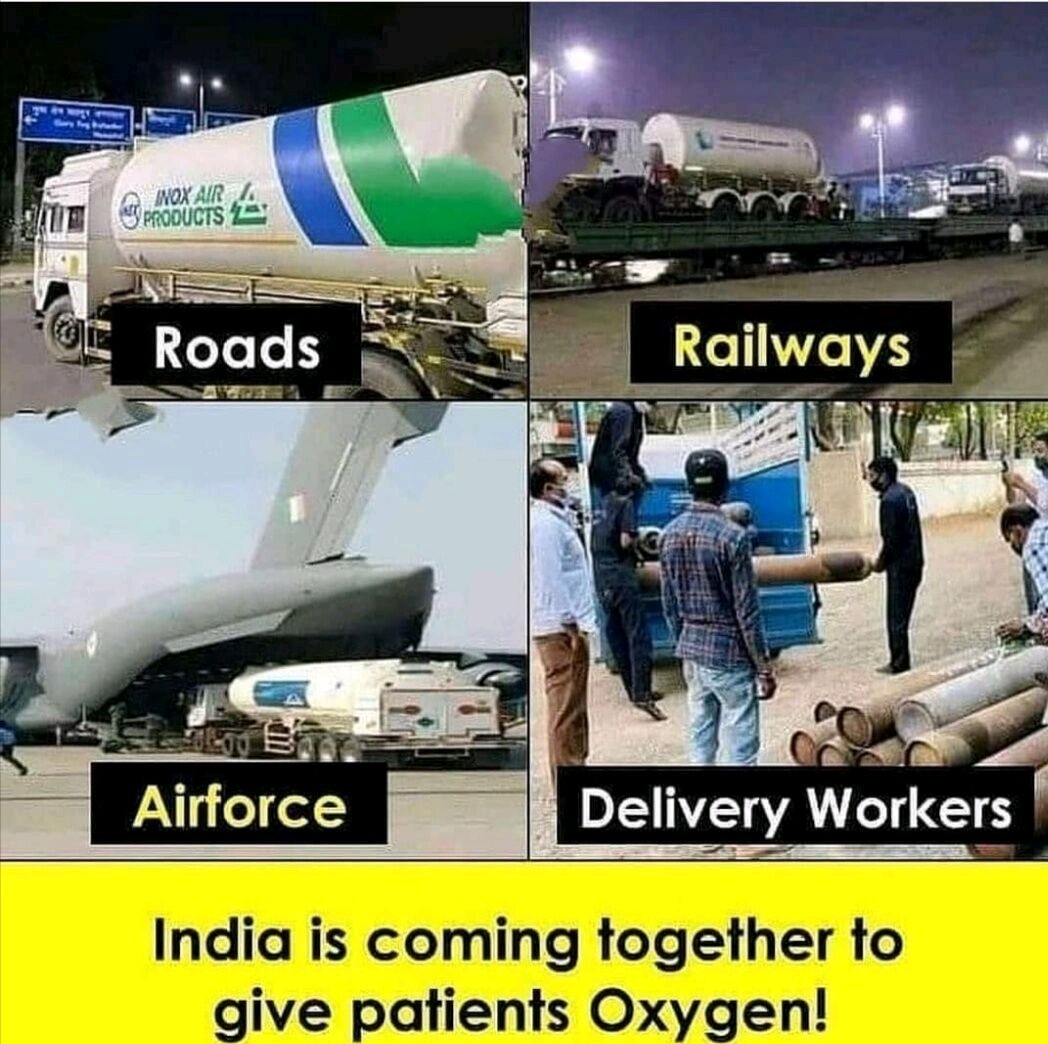 INOX AIR
PRODUCTS
Roads
Railways
Airforce
Delivery Workers
India is coming together to
give patients Oxygen!